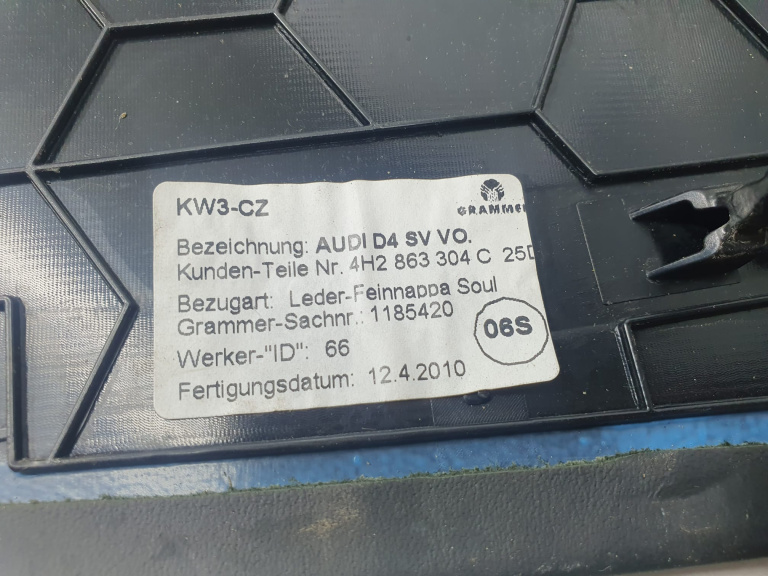 KW3-CZ
GRAMMER
Bezeichnung: AUDI D4 SV VO.
Kunden-Teile Nr. 4H2 863 304 C 25D
Bezugart: Leder-Feinnappa Soul
Grammer-Sachnr.: 1185420
06S
Werker-"ID": 66
Fertigungsdatum: 12.4.2010